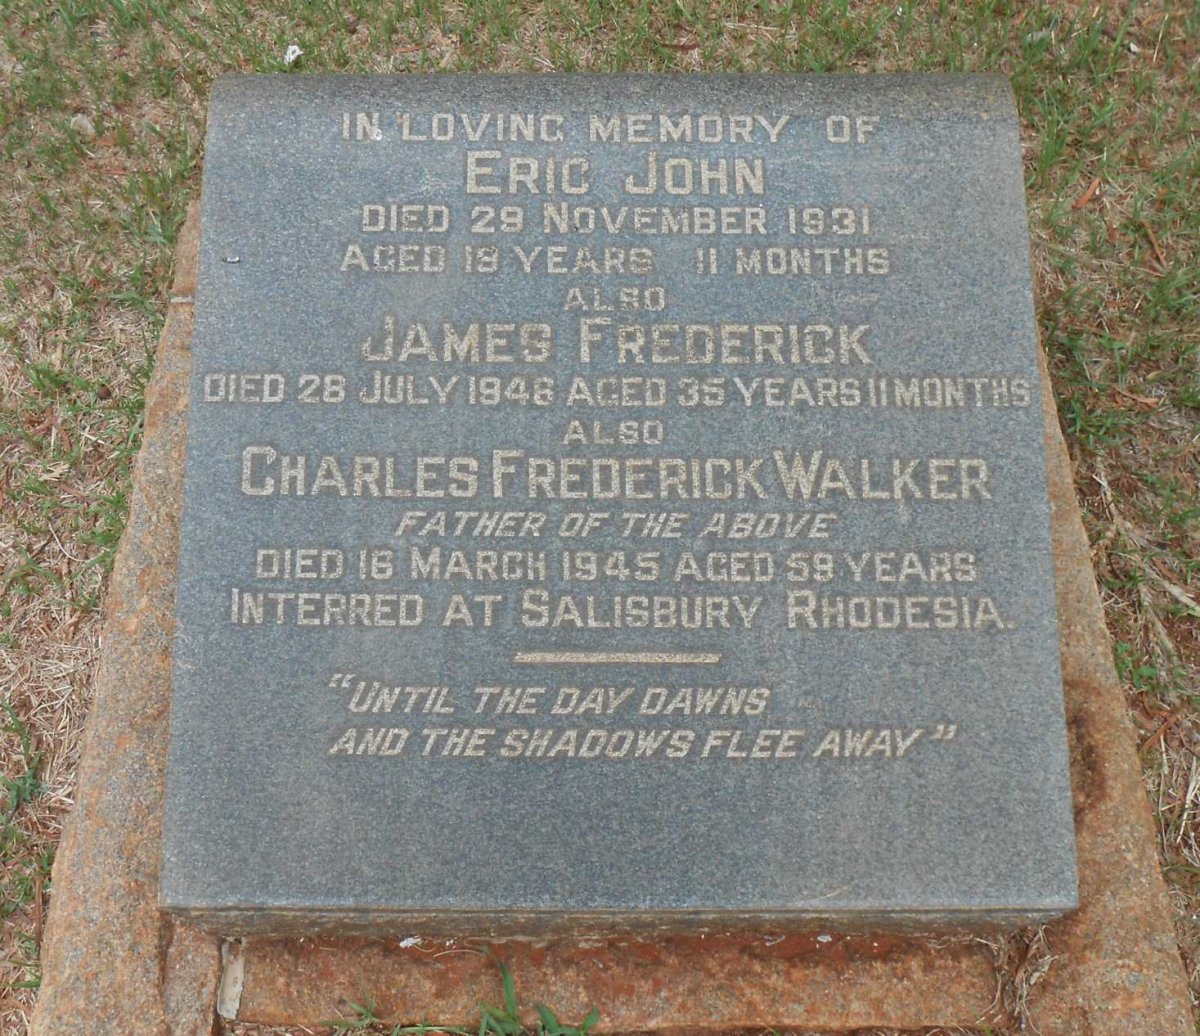 IN LOVING MEMORY OF
ERIC JOHN
DIED 29 NOVEMBER 1931
AGED 19 YEARS 11 MONTHS
ALSO
JAMES FREDERICK
DIED 28 JULY 1946 AGED 35 YEARS 11 MONTHS
ALSO
CHARLES FREDERICK WALKER
FATHER OF THE ABOVE
DIED 16 MARCH 1945 AGED 59 YEARS
INTERRED AT SALISBURY RHODESIA.
"UNTIL THE DAY DAWNS
AND THE SHADOWS FLEE AWAY"